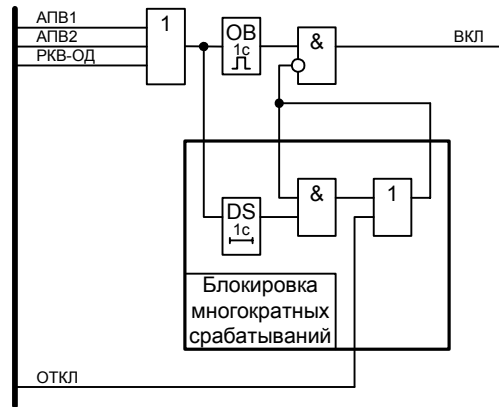 АПВ1
АПВ2
РКВ-ОД
1
ОВ
1с
&
ВКЛ
DS
1с
&
1
Блокировка
многократных
срабатываний
ОТКЛ